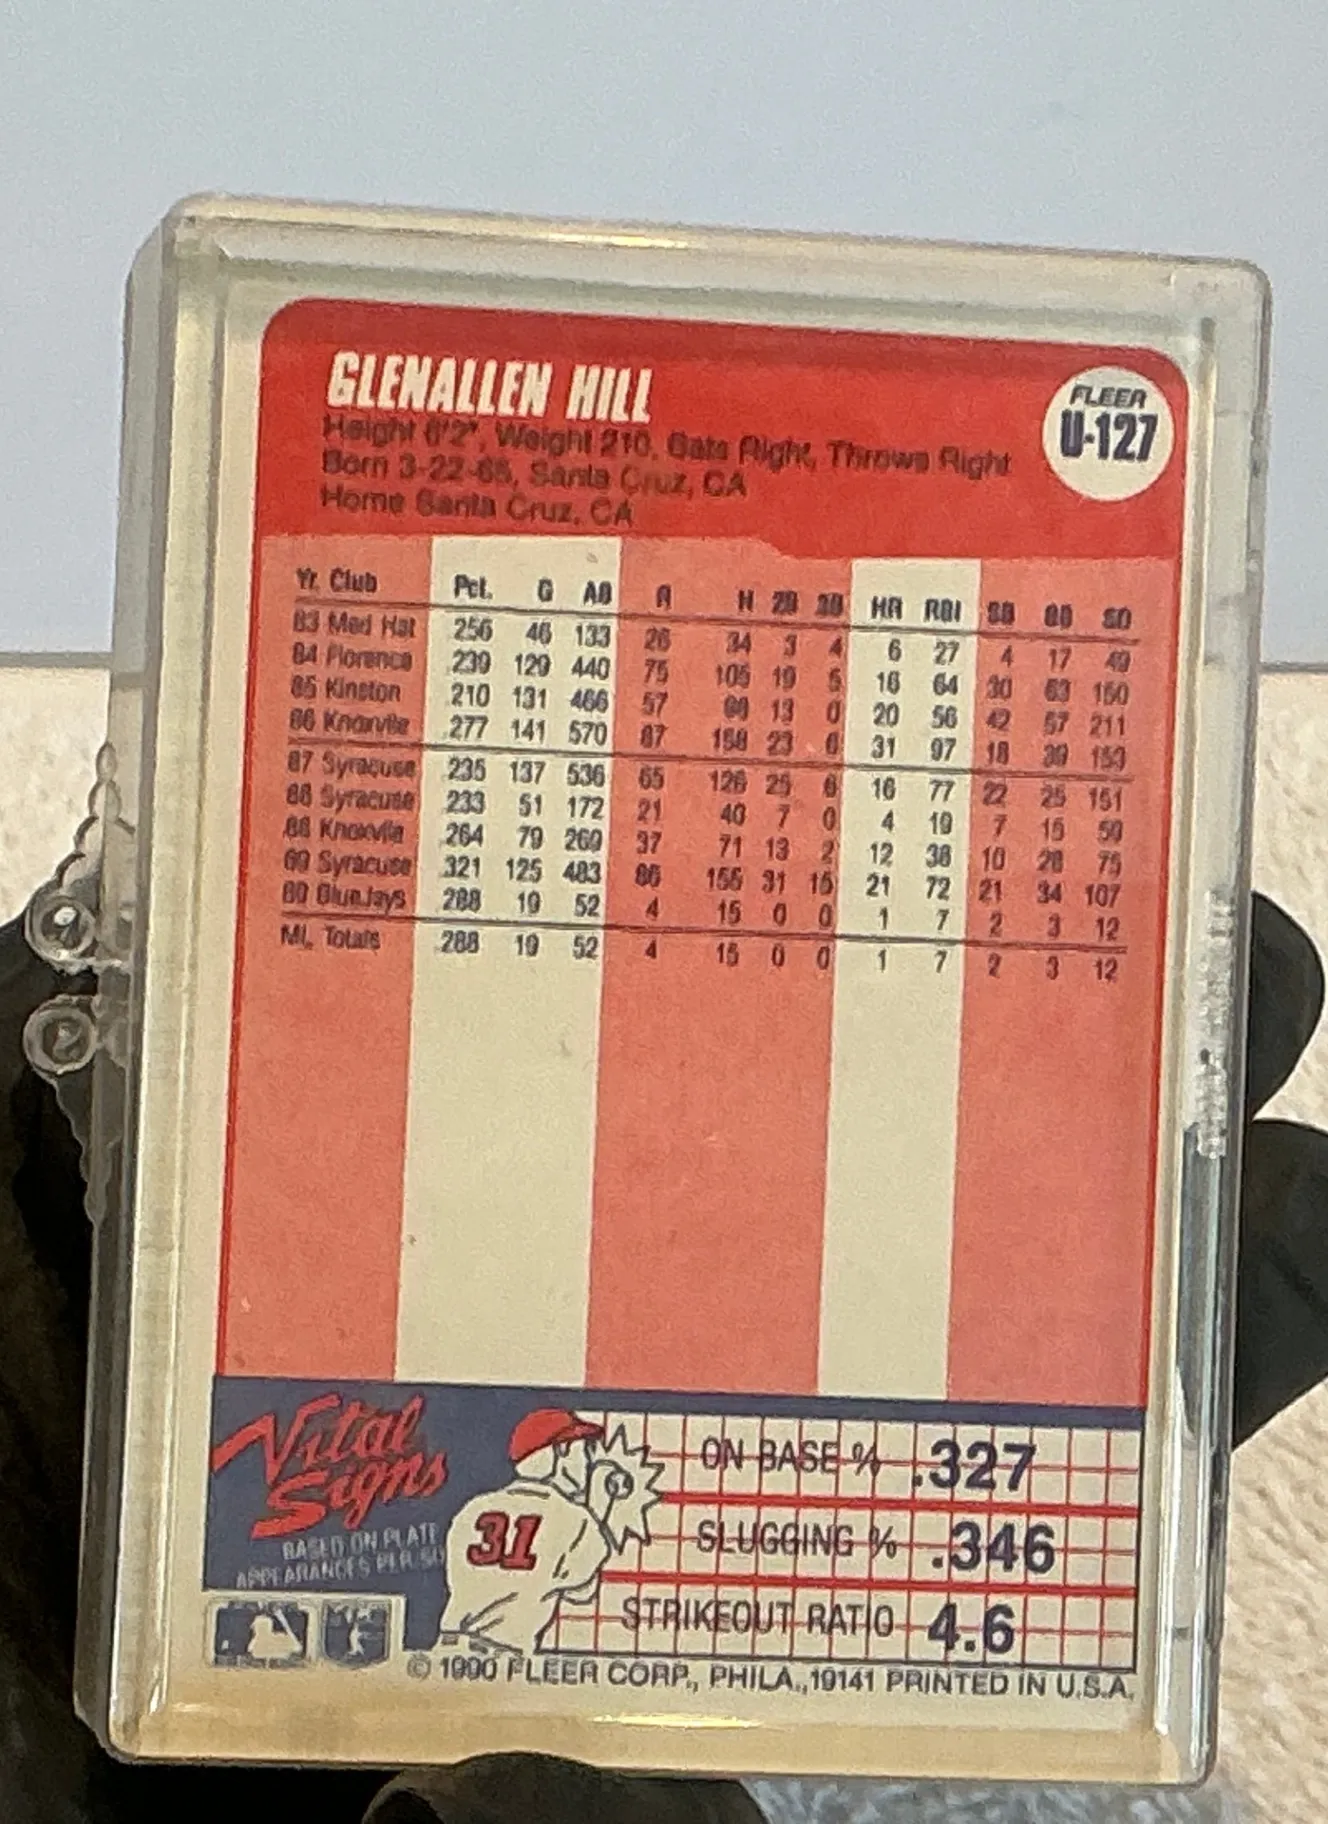 GLENALLEN HILL
FLEER
U-127
Height 6'2", Weight 210, Bats Right, Throws Right
Born 3-22-65, Santa Cruz, CA
Home Santa Cruz, CA
Yr. Club Pct. G AB R H 2B 3B HR RBI SB BB SO
83 Med Hat 256 46 133 26 34 3 4 6 27 4 17 49
84 Florence 239 129 440 75 105 19 5 16 64 30 63 150
85 Kinston 210 131 466 57 98 13 0 20 56 42 57 211
86 Knoxville 277 141 570 87 158 23 6 31 97 18 39 153
87 Syracuse 235 137 536 65 126 25 6 16 77 22 25 151
88 Syracuse 233 51 172 21 40 7 0 4 19 7 15 59
88 Knoxville 264 79 269 37 71 13 2 12 38 10 28 75
89 Syracuse 321 125 483 86 155 31 15 21 72 21 34 107
89 BlueJays 288 19 52 4 15 0 0 1 7 2 3 12
ML Totals 288 19 52 4 15 0 0 1 7 2 3 12
Vital
Signs
BASED ON PLATE
APPEARANCES PER SO
31
ON BASE % .327
SLUGGING % .346
STRIKEOUT RATIO 4.6
© 1990 FLEER CORP., PHILA., 19141 PRINTED IN U.S.A.